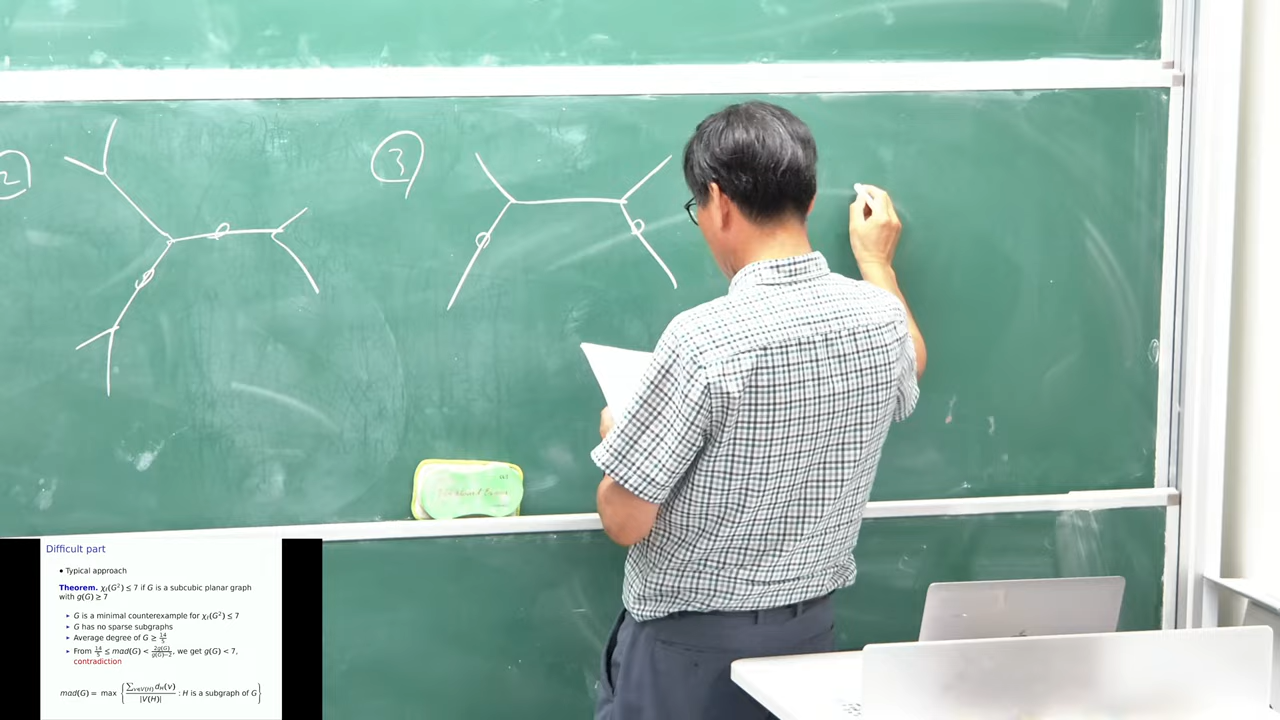 2
3
Difficult part
• Typical approach
Theorem. χₗ(G²) ≤ 7 if G is a subcubic planar graph
with g(G) ≥ 7
▸ G is a minimal counterexample for χₗ(G²) ≤ 7
▸ G has no sparse subgraphs
▸ Average degree of G ≥ 14/5
▸ From 14/5 ≤ mad(G) < 2g(G)/(g(G)−2), we get g(G) < 7,
contradiction
mad(G) = max { ∑_{v∈V(H)} d_H(v) / |V(H)| : H is a subgraph of G }